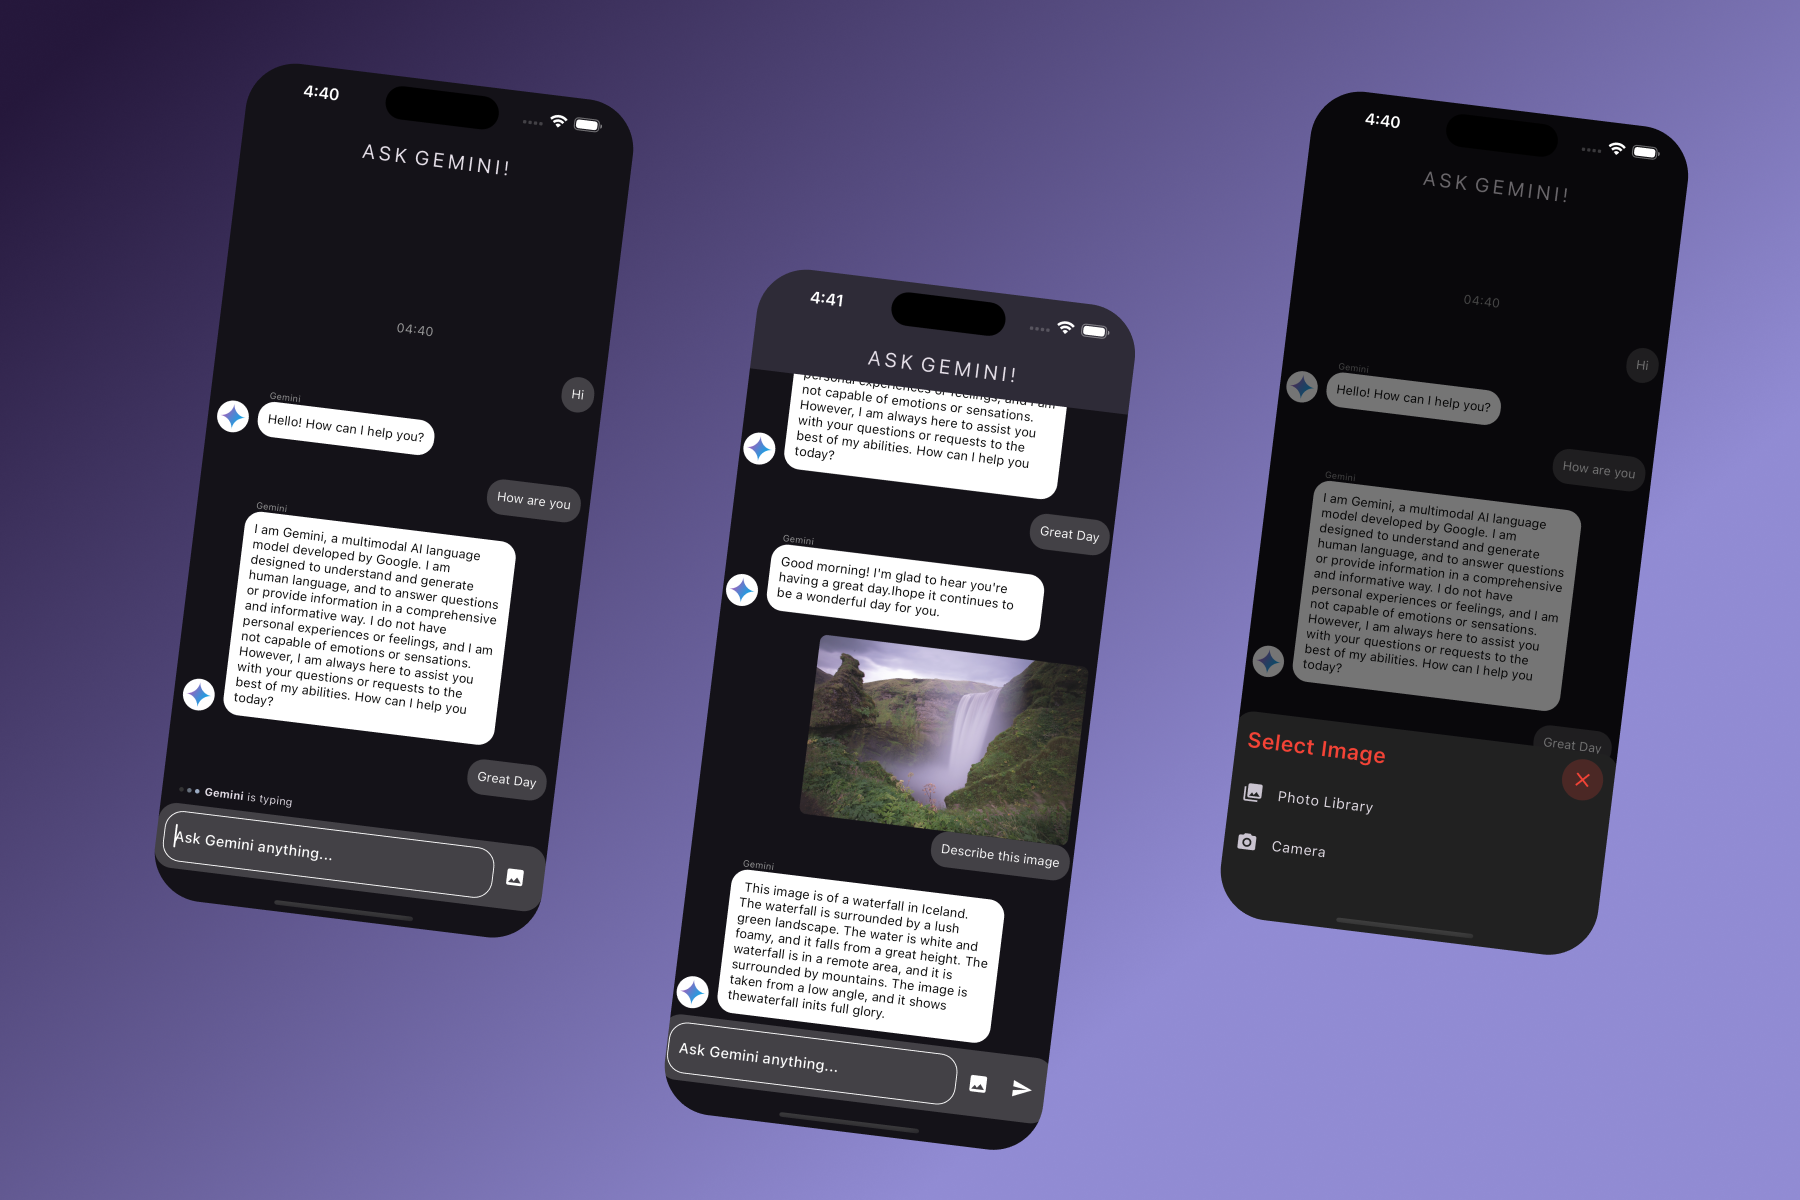 4:40
ASK GEMINI!
04:40
Hi
Gemini
Hello! How can I help you?
How are you
Gemini
I am Gemini, a multimodal AI language
model developed by Google. I am
designed to understand and generate
human language, and to answer questions
or provide information in a comprehensive
and informative way. I do not have
personal experiences or feelings, and I am
not capable of emotions or sensations.
However, I am always here to assist you
with your questions or requests to the
best of my abilities. How can I help you
today?
Great Day
Gemini is typing
Ask Gemini anything...
4:41
ASK GEMINI!
personal experiences or feelings, and I am
not capable of emotions or sensations.
However, I am always here to assist you
with your questions or requests to the
best of my abilities. How can I help you
today?
Great Day
Gemini
Good morning! I'm glad to hear you're
having a great day.Ihope it continues to
be a wonderful day for you.
Describe this image
Gemini
This image is of a waterfall in Iceland.
The waterfall is surrounded by a lush
green landscape. The water is white and
foamy, and it falls from a great height. The
waterfall is in a remote area, and it is
surrounded by mountains. The image is
taken from a low angle, and it shows
thewaterfall inits full glory.
Ask Gemini anything...
4:40
ASK GEMINI!
04:40
Hi
Gemini
Hello! How can I help you?
How are you
Gemini
I am Gemini, a multimodal AI language
model developed by Google. I am
designed to understand and generate
human language, and to answer questions
or provide information in a comprehensive
and informative way. I do not have
personal experiences or feelings, and I am
not capable of emotions or sensations.
However, I am always here to assist you
with your questions or requests to the
best of my abilities. How can I help you
today?
Great Day
Select Image
Photo Library
Camera